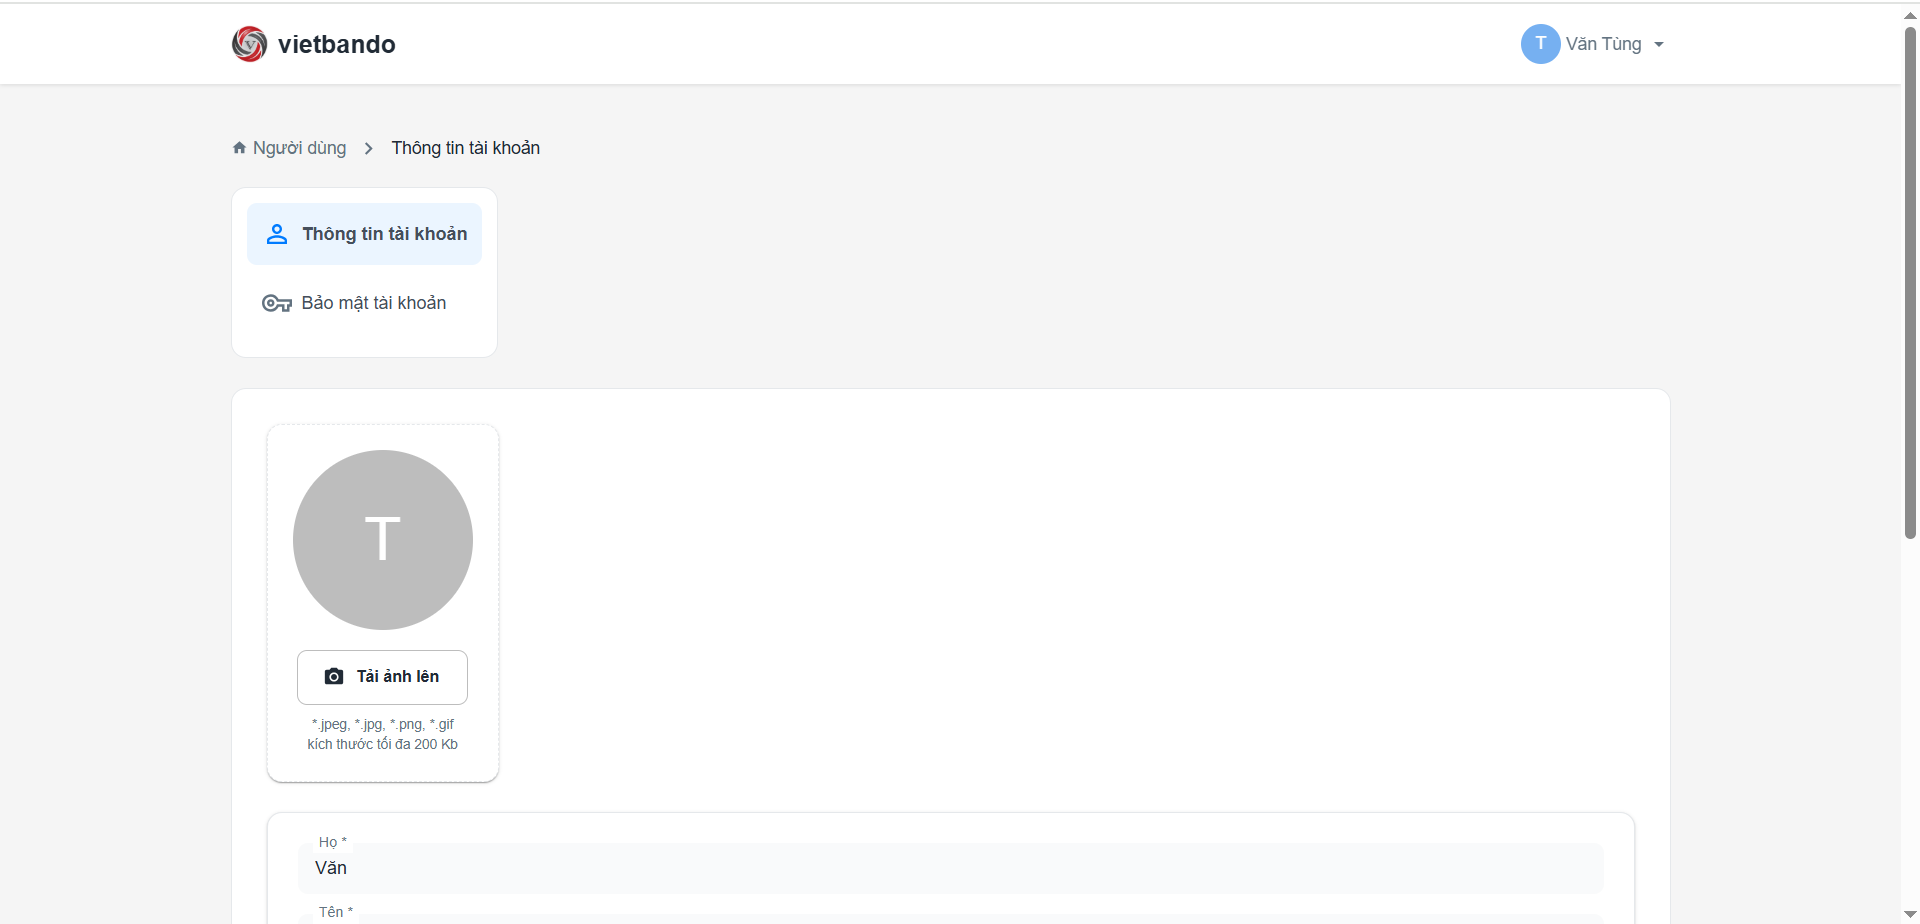 vietbando
T Văn Tùng
Người dùng > Thông tin tài khoản
Thông tin tài khoản
Bảo mật tài khoản
T
Tải ảnh lên
*.jpeg, *.jpg, *.png, *.gif
kích thước tối đa 200 Kb
Họ *
Văn
Tên *